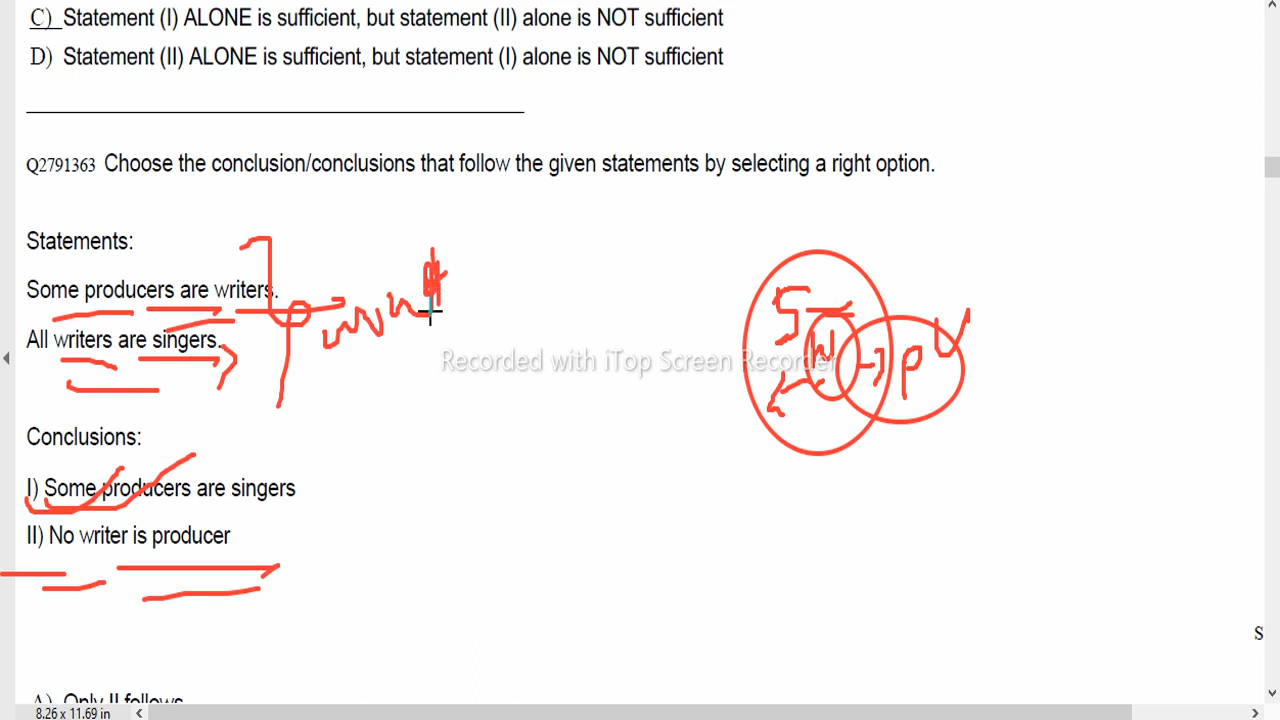 C) Statement (I) ALONE is sufficient, but statement (II) alone is NOT sufficient
D) Statement (II) ALONE is sufficient, but statement (I) alone is NOT sufficient
Q2791363 Choose the conclusion/conclusions that follow the given statements by selecting a right option.
Statements:
Some producers are writers.
All writers are singers.
Recorded with iTop Screen Recorder
S
W
P
Conclusions:
I) Some producers are singers
II) No writer is producer
S
A) Only II follows
8.26 x 11.69 in